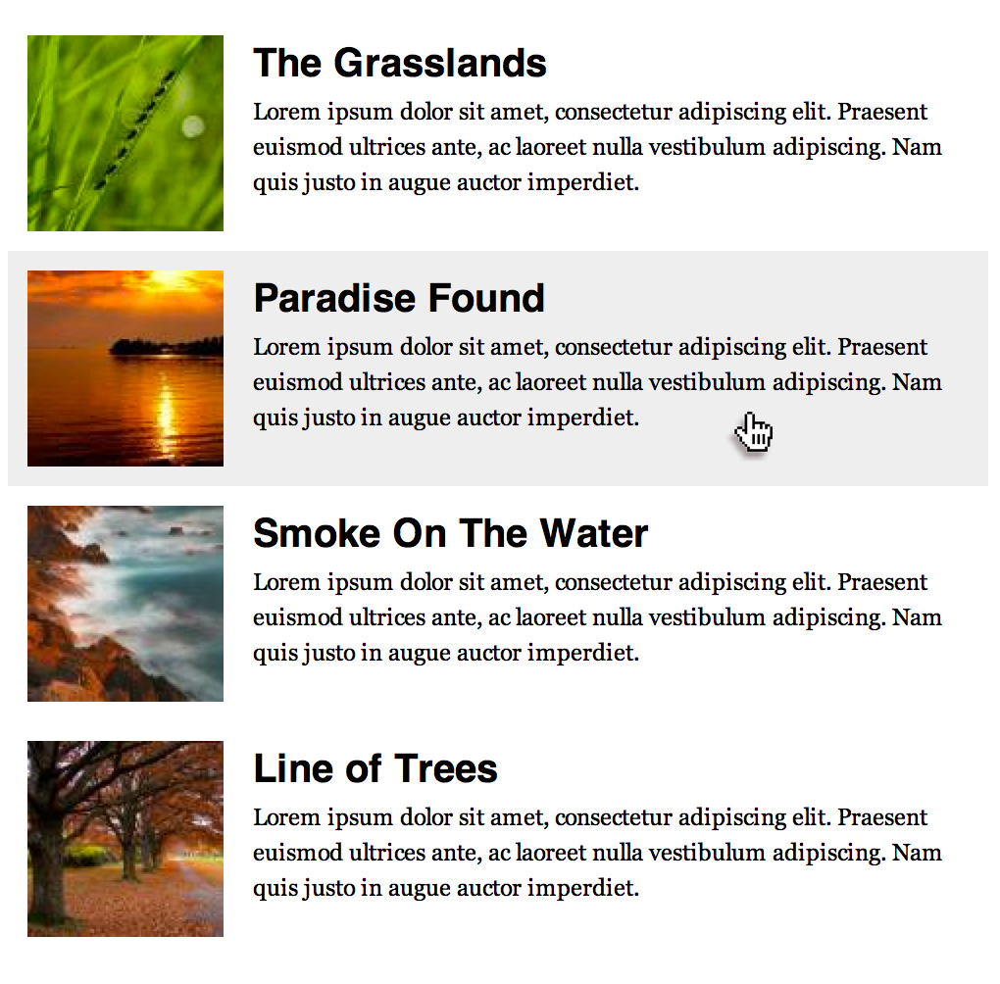 The Grasslands
Lorem ipsum dolor sit amet, consectetur adipiscing elit. Praesent
euismod ultrices ante, ac laoreet nulla vestibulum adipiscing. Nam
quis justo in augue auctor imperdiet.
Paradise Found
Lorem ipsum dolor sit amet, consectetur adipiscing elit. Praesent
euismod ultrices ante, ac laoreet nulla vestibulum adipiscing. Nam
quis justo in augue auctor imperdiet.
Smoke On The Water
Lorem ipsum dolor sit amet, consectetur adipiscing elit. Praesent
euismod ultrices ante, ac laoreet nulla vestibulum adipiscing. Nam
quis justo in augue auctor imperdiet.
Line of Trees
Lorem ipsum dolor sit amet, consectetur adipiscing elit. Praesent
euismod ultrices ante, ac laoreet nulla vestibulum adipiscing. Nam
quis justo in augue auctor imperdiet.